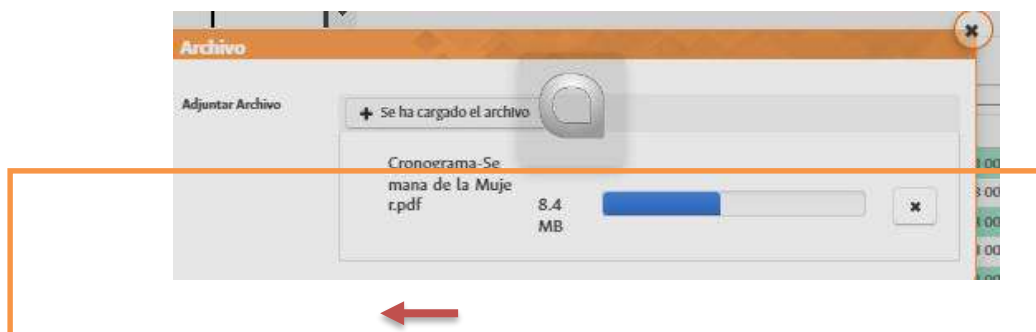 Archivo
Adjuntar Archivo
+ Se ha cargado el archivo
Cronograma-Se
mana de la Muje
r.pdf
8.4
MB